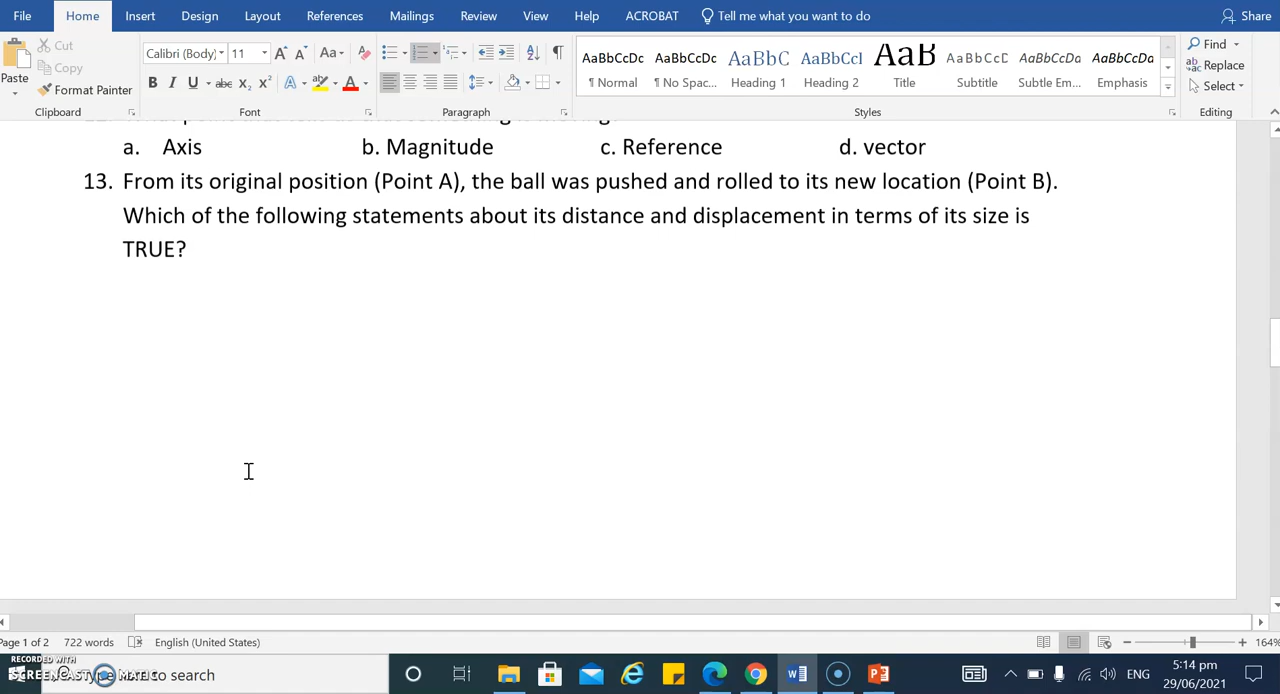 File Home Insert Design Layout References Mailings Review View Help ACROBAT Tell me what you want to do Share
Cut
Copy
Format Painter
Paste
Calibri (Body) 11 Aa
B I U abc X2 X2 A A
AaBbCcDc AaBbCcDc AaBbC AaBbCcI AaB AaBbCcD AaBbCcDa AaBbCcDa
¶ Normal ¶ No Spac... Heading 1 Heading 2 Title Subtitle Subtle Em... Emphasis
Find
Replace
Select
Clipboard Font Paragraph Styles Editing
a. Axis b. Magnitude c. Reference d. vector
13. From its original position (Point A), the ball was pushed and rolled to its new location (Point B).
Which of the following statements about its distance and displacement in terms of its size is
TRUE?
Page 1 of 2 722 words English (United States) 164%
RECORDED WITH
SCREENCAST MATIC
to search
ENG 5:14 pm
29/06/2021